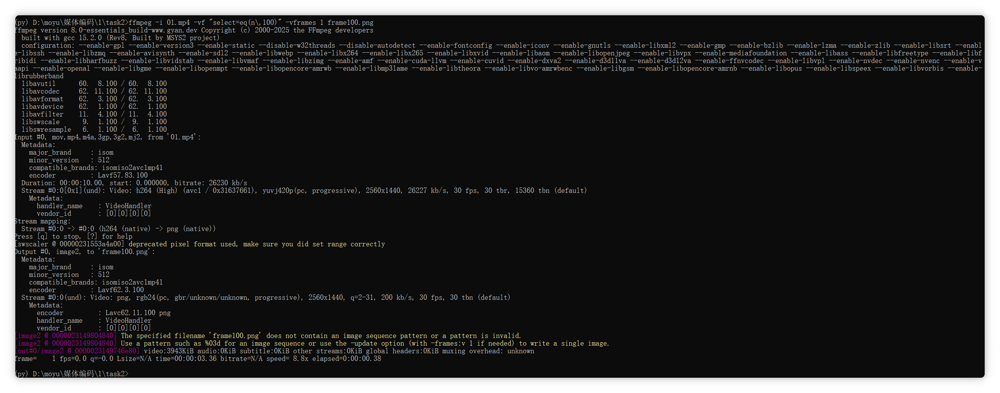 (py) D:\moyu\媒体编码\1\task2>ffmpeg -i 01.mp4 -vf "select=eq(n\,100)" -vframes 1 frame100.png
ffmpeg version 8.0-essentials_build-www.gyan.dev Copyright (c) 2000-2025 the FFmpeg developers
  built with gcc 15.2.0 (Rev8, Built by MSYS2 project)
  configuration: --enable-gpl --enable-version3 --enable-static --disable-w32threads --disable-autodetect --enable-fontconfig --enable-iconv --enable-gnutls --enable-libxml2 --enable-gmp --enable-bzlib --enable-lzma --enable-zlib --enable-libsrt --enabl
e-libssh --enable-libzmq --enable-avisynth --enable-sdl2 --enable-libwebp --enable-libx264 --enable-libx265 --enable-libxvid --enable-libaom --enable-libopenjpeg --enable-libvpx --enable-mediafoundation --enable-libass --enable-libfreetype --enable-libf
ribidi --enable-libharfbuzz --enable-libvidstab --enable-libvmaf --enable-libzimg --enable-amf --enable-cuda-llvm --enable-cuvid --enable-dxva2 --enable-d3d11va --enable-d3d12va --enable-ffnvcodec --enable-libvpl --enable-nvdec --enable-nvenc --enable-v
aapi --enable-openal --enable-libgme --enable-libopenmpt --enable-libopencore-amrwb --enable-libmp3lame --enable-libtheora --enable-libvo-amrwbenc --enable-libgsm --enable-libopencore-amrnb --enable-libopus --enable-libspeex --enable-libvorbis --enable-
librubberband
  libavutil      60.  8.100 / 60.  8.100
  libavcodec     62. 11.100 / 62. 11.100
  libavformat    62.  3.100 / 62.  3.100
  libavdevice    62.  1.100 / 62.  1.100
  libavfilter    11.  4.100 / 11.  4.100
  libswscale      9.  1.100 /  9.  1.100
  libswresample   6.  1.100 /  6.  1.100
Input #0, mov,mp4,m4a,3gp,3g2,mj2, from '01.mp4':
  Metadata:
    major_brand     : isom
    minor_version   : 512
    compatible_brands: isomiso2avc1mp41
    encoder         : Lavf57.83.100
  Duration: 00:00:10.00, start: 0.000000, bitrate: 26230 kb/s
  Stream #0:0[0x1](und): Video: h264 (High) (avc1 / 0x31637661), yuvj420p(pc, progressive), 2560x1440, 26227 kb/s, 30 fps, 30 tbr, 15360 tbn (default)
    Metadata:
      handler_name    : VideoHandler
      vendor_id       : [0][0][0][0]
Stream mapping:
  Stream #0:0 -> #0:0 (h264 (native) -> png (native))
Press [q] to stop, [?] for help
[swscaler @ 00000231553a4a00] deprecated pixel format used, make sure you did set range correctly
Output #0, image2, to 'frame100.png':
  Metadata:
    major_brand     : isom
    minor_version   : 512
    compatible_brands: isomiso2avc1mp41
    encoder         : Lavf62.3.100
  Stream #0:0(und): Video: png, rgb24(pc, gbr/unknown/unknown, progressive), 2560x1440, q=2-31, 200 kb/s, 30 fps, 30 tbn (default)
    Metadata:
      encoder         : Lavc62.11.100 png
      handler_name    : VideoHandler
      vendor_id       : [0][0][0][0]
[image2 @ 0000023149804840] The specified filename 'frame100.png' does not contain an image sequence pattern or a pattern is invalid.
[image2 @ 0000023149804840] Use a pattern such as %03d for an image sequence or use the -update option (with -frames:v 1 if needed) to write a single image.
[out#0/image2 @ 0000023149746e80] video:3943KiB audio:0KiB subtitle:0KiB other streams:0KiB global headers:0KiB muxing overhead: unknown
frame=    1 fps=0.0 q=-0.0 Lsize=N/A time=00:00:03.36 bitrate=N/A speed= 8.8x elapsed=0:00:00.38
(py) D:\moyu\媒体编码\1\task2>